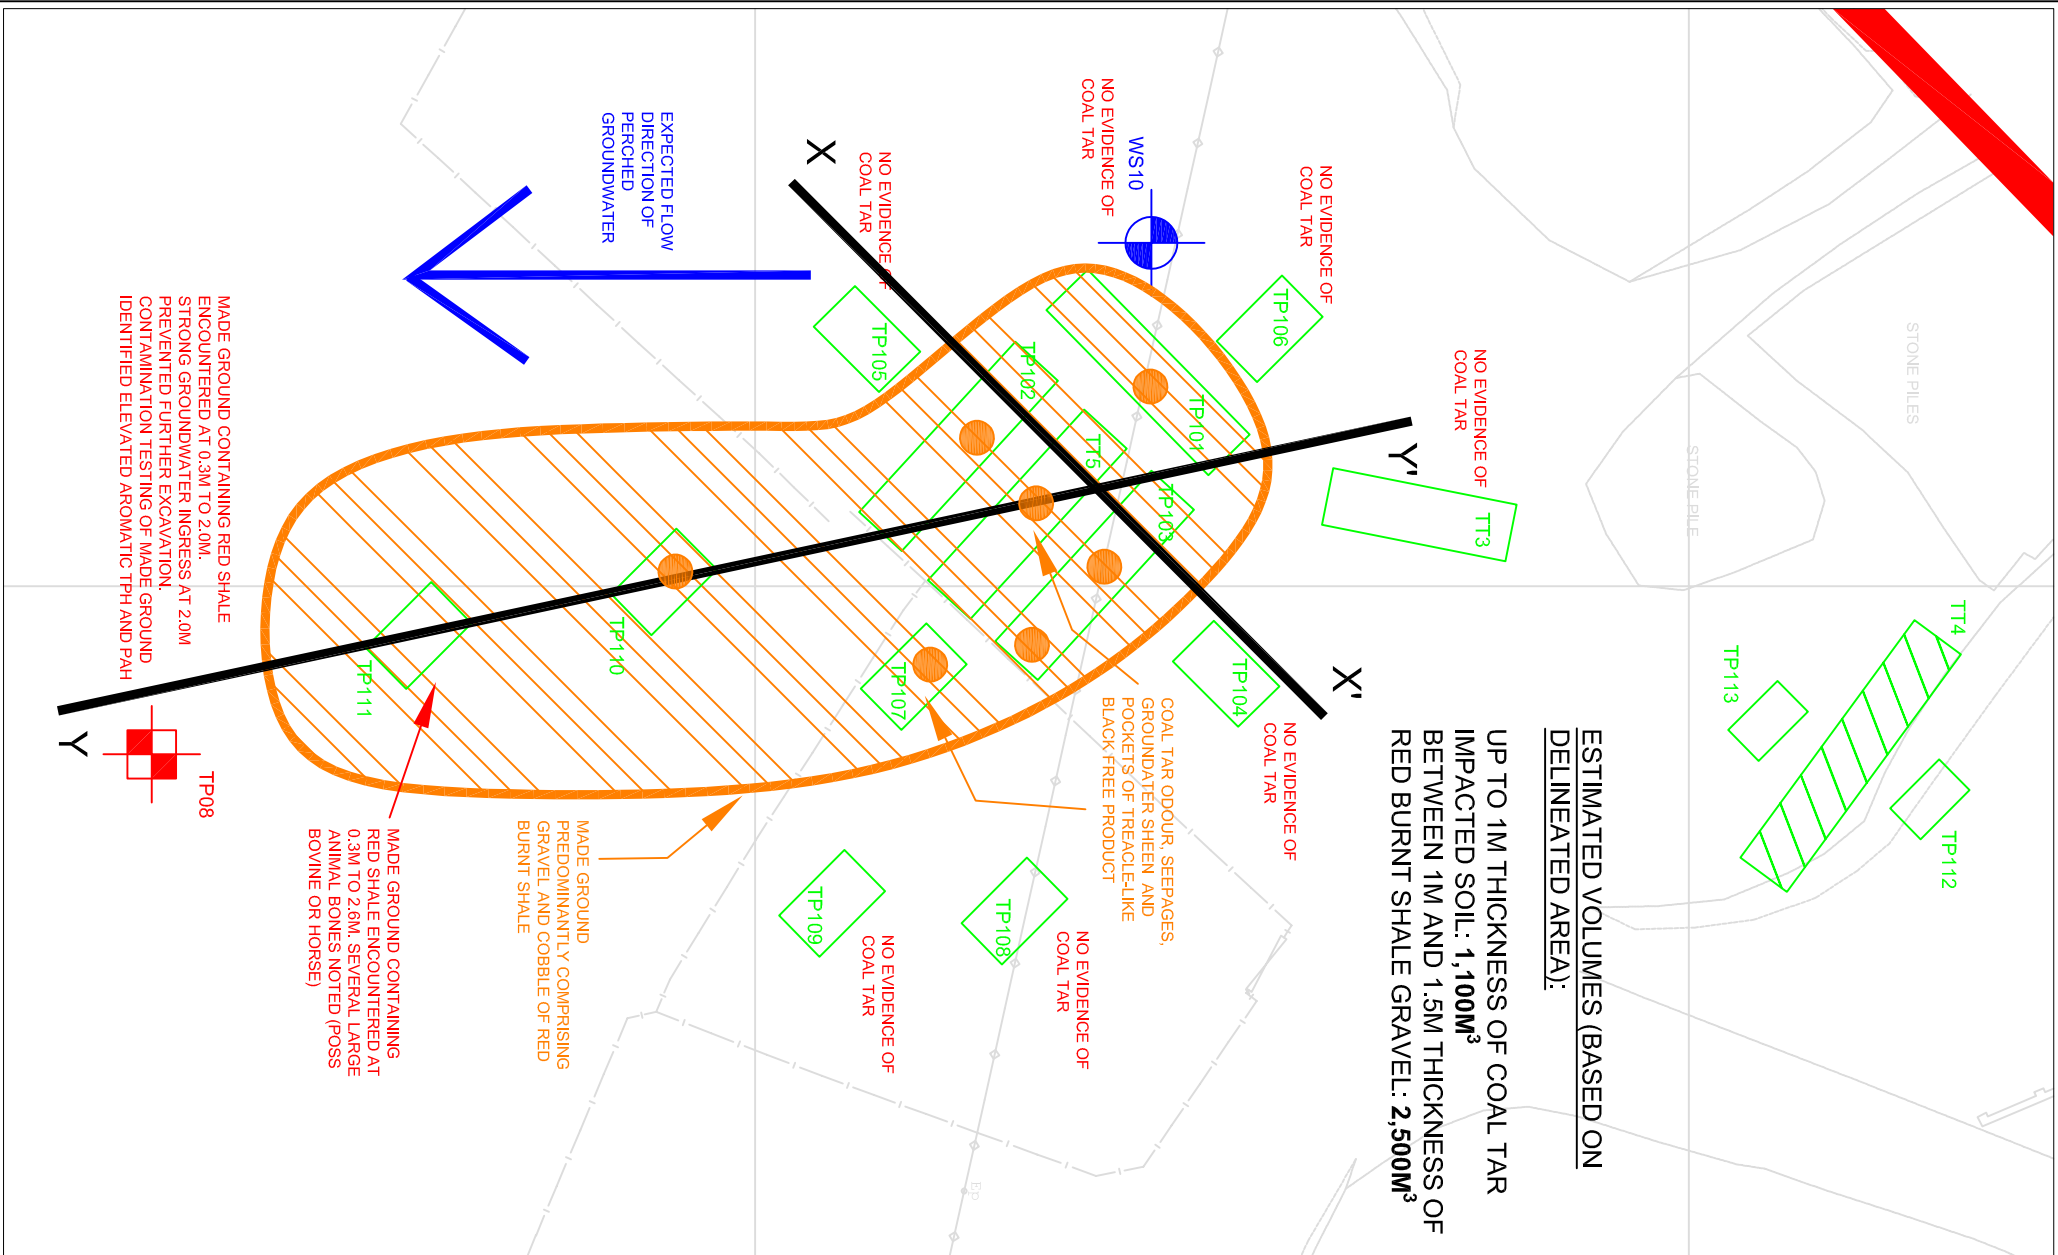 ESTIMATED VOLUMES (BASED ON
DELINEATED AREA):
UP TO 1M THICKNESS OF COAL TAR
IMPACTED SOIL: 1,100M³
BETWEEN 1M AND 1.5M THICKNESS OF
RED BURNT SHALE GRAVEL: 2,500M³
STONE PILES
STONE PILE
TT4
TP113
TP112
TT3
NO EVIDENCE OF
COAL TAR
Y'
NO EVIDENCE OF
COAL TAR
TP106
WS10
NO EVIDENCE OF
COAL TAR
TP101
TP103
TT5
TP102
X
NO EVIDENCE OF
COAL TAR
TP105
X'
TP104
NO EVIDENCE OF
COAL TAR
COAL TAR ODOUR, SEEPAGES,
GROUNDATER SHEEN AND
POCKETS OF TREACLE-LIKE
BLACK FREE PRODUCT
TP107
TP108
NO EVIDENCE OF
COAL TAR
TP109
NO EVIDENCE OF
COAL TAR
Ep
EXPECTED FLOW
DIRECTION OF
PERCHED
GROUNDWATER
TP110
MADE GROUND
PREDOMINANTLY COMPRISING
GRAVEL AND COBBLE OF RED
BURNT SHALE
TP111
MADE GROUND CONTAINING
RED SHALE ENCOUNTERED AT
0.3M TO 2.6M. SEVERAL LARGE
ANIMAL BONES NOTED (POSS
BOVINE OR HORSE)
MADE GROUND CONTAINING RED SHALE
ENCOUNTERED AT 0.3M TO 2.0M.
STRONG GROUNDWATER INGRESS AT 2.0M
PREVENTED FURTHER EXCAVATION.
CONTAMINATION TESTING OF MADE GROUND
IDENTIFIED ELEVATED AROMATIC TPH AND PAH
TP08
Y